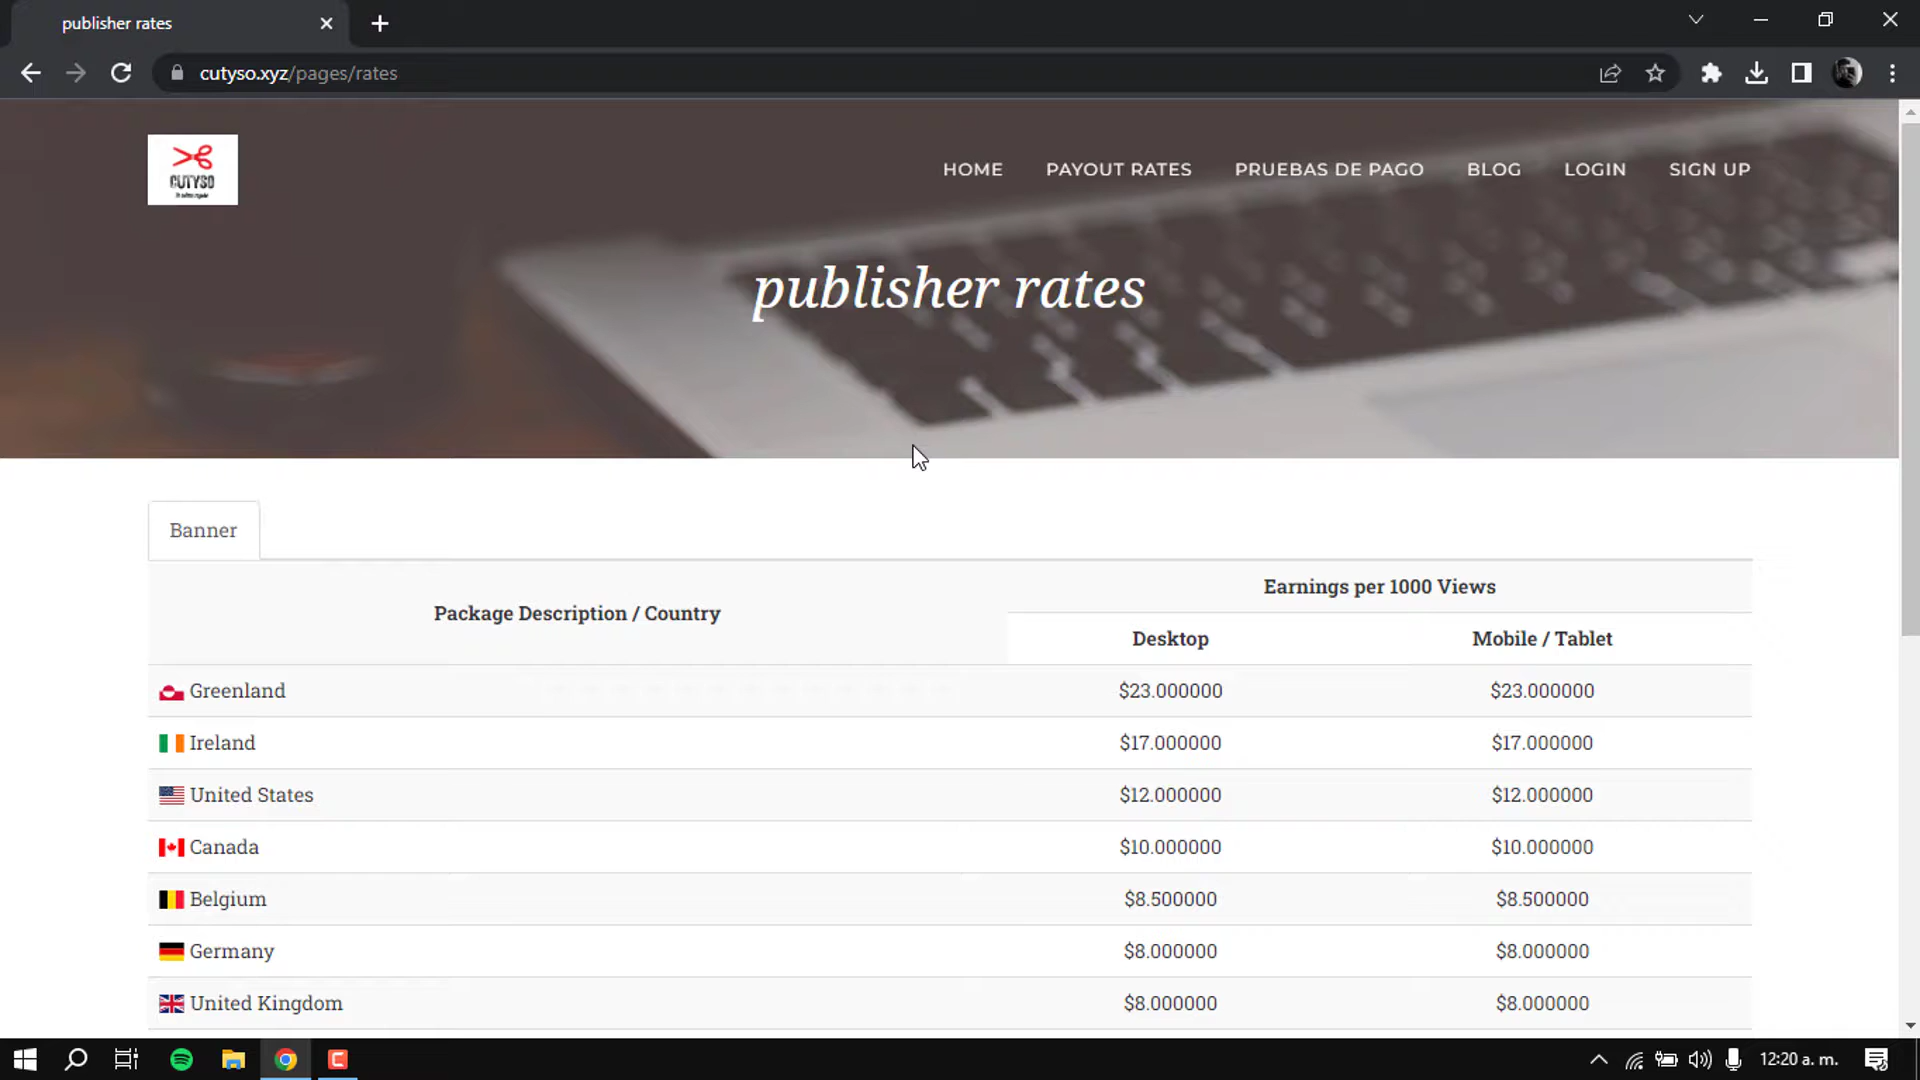 publisher rates
cutyso.xyz/pages/rates
CUTYSO
HOME PAYOUT RATES PRUEBAS DE PAGO BLOG LOGIN SIGN UP
publisher rates
Banner
Package Description / Country
Earnings per 1000 Views
Desktop Mobile / Tablet
Greenland $23.000000 $23.000000
Ireland $17.000000 $17.000000
United States $12.000000 $12.000000
Canada $10.000000 $10.000000
Belgium $8.500000 $8.500000
Germany $8.000000 $8.000000
United Kingdom $8.000000 $8.000000
12:20 a. m.